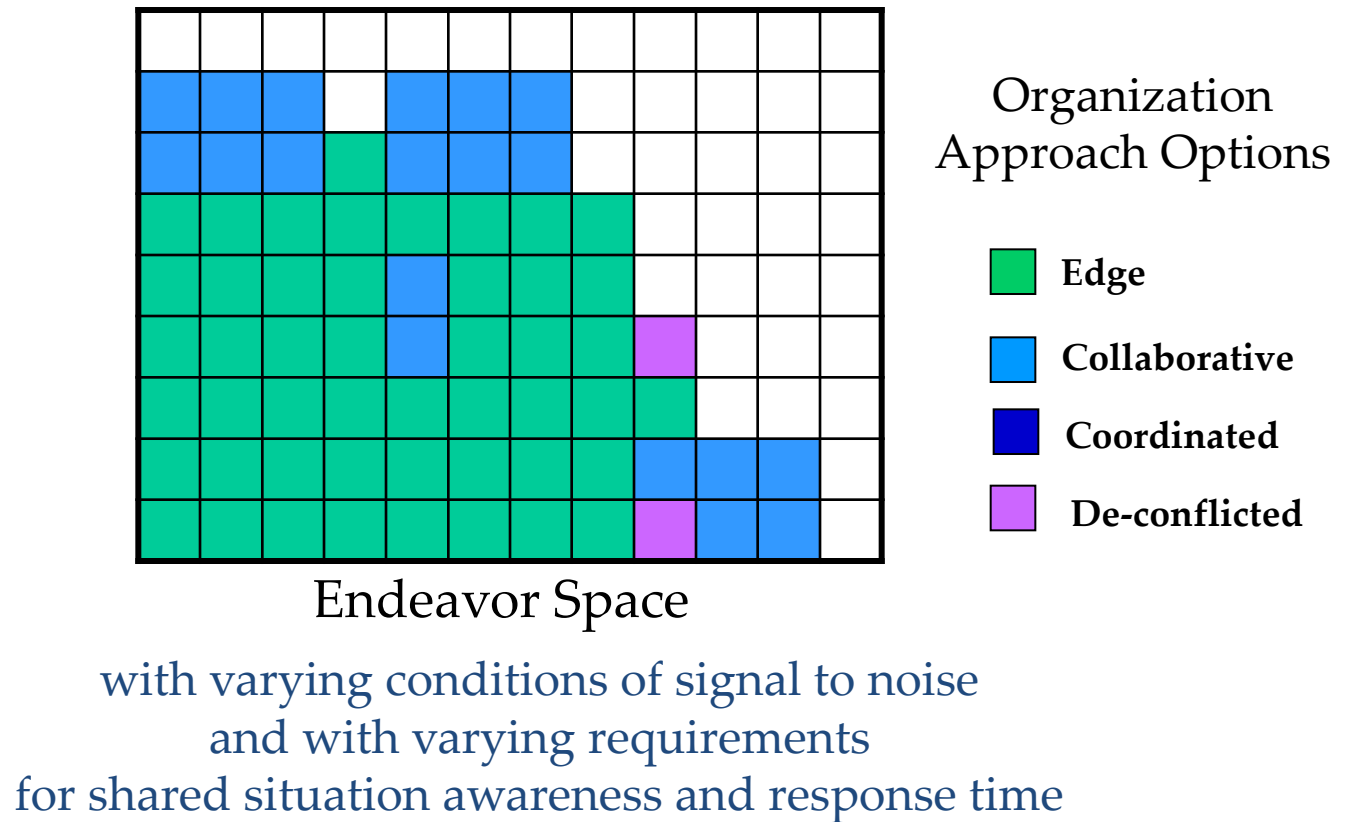 Organization
Approach Options
Edge
Collaborative
Coordinated
De-conflicted
Endeavor Space
with varying conditions of signal to noise
and with varying requirements
for shared situation awareness and response time